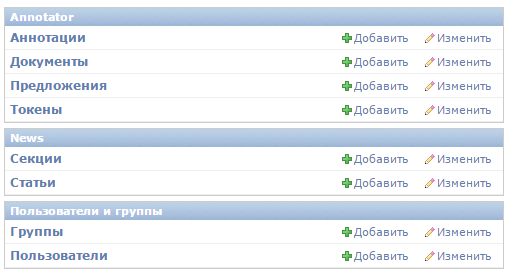 Annotator
Аннотации Добавить Изменить
Документы Добавить Изменить
Предложения Добавить Изменить
Токены Добавить Изменить
News
Секции Добавить Изменить
Статьи Добавить Изменить
Пользователи и группы
Группы Добавить Изменить
Пользователи Добавить Изменить